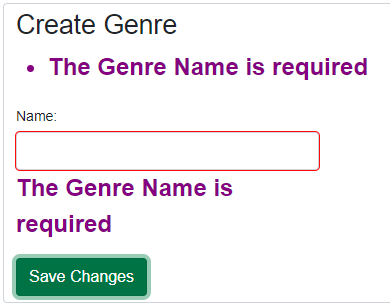 Create Genre
• The Genre Name is required
Name:
The Genre Name is
required
Save Changes